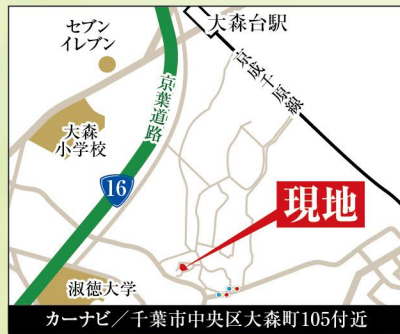 セブン
イレブン
大森台駅
京成千原線
京葉道路
大森
小学校
16
現地
淑徳大学
カーナビ／千葉市中央区大森町105付近